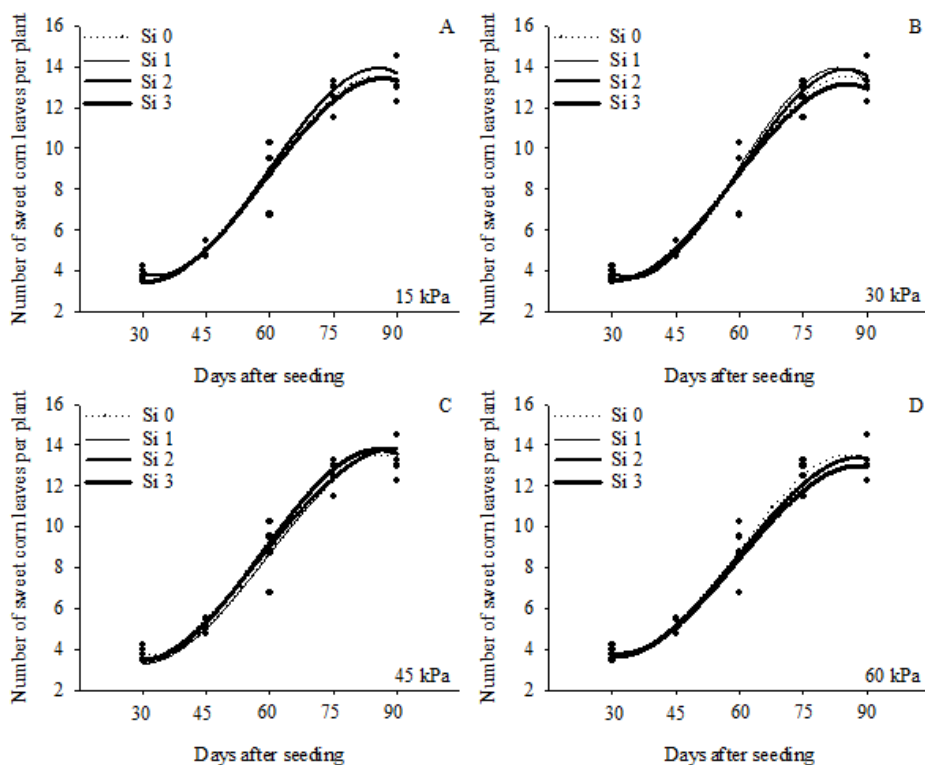 A
Si 0
Si 1
Si 2
Si 3
Number of sweet corn leaves per plant
16
14
12
10
8
6
4
2
15 kPa
30 45 60 75 90
Days after seeding
B
Si 0
Si 1
Si 2
Si 3
Number of sweet corn leaves per plant
16
14
12
10
8
6
4
2
30 kPa
30 45 60 75 90
Days after seeding
C
Si 0
Si 1
Si 2
Si 3
Number of sweet corn leaves per plant
16
14
12
10
8
6
4
2
45 kPa
30 45 60 75 90
Days after seeding
D
Si 0
Si 1
Si 2
Si 3
Number of sweet corn leaves per plant
16
14
12
10
8
6
4
2
60 kPa
30 45 60 75 90
Days after seeding